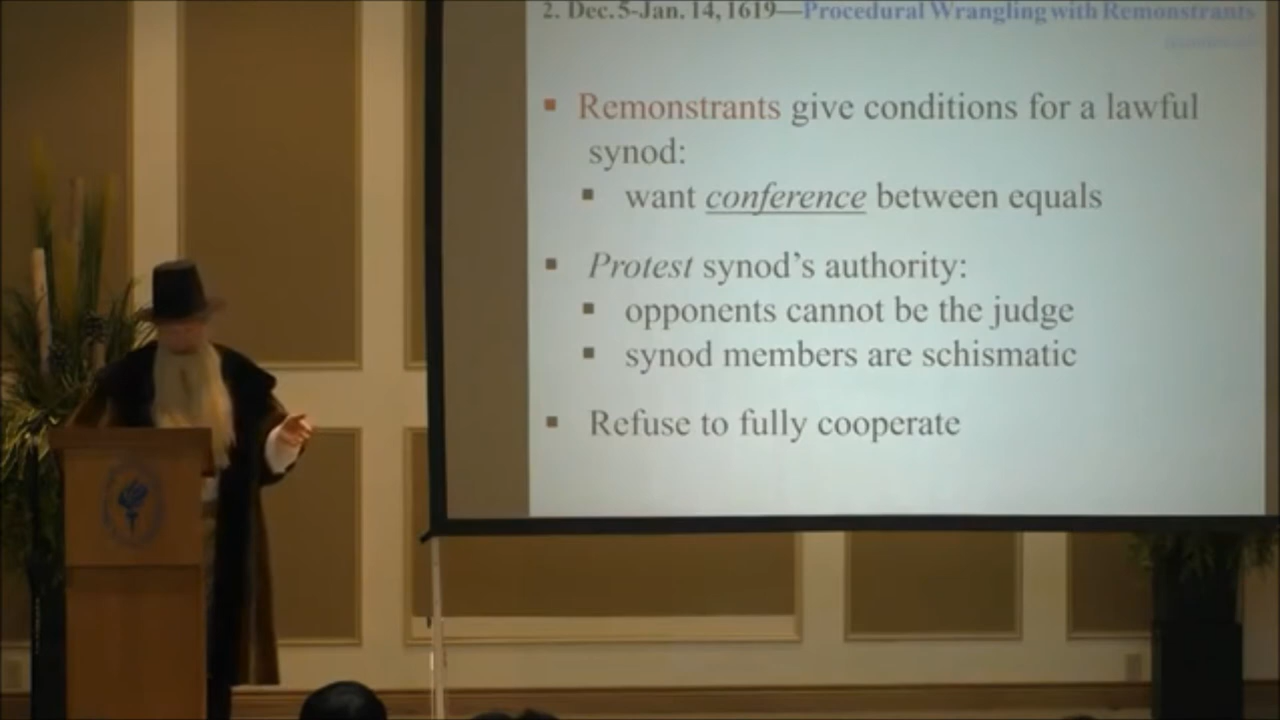 2. Dec.5-Jan. 14, 1619—Procedural Wrangling with Remonstrants
▪ Remonstrants give conditions for a lawful
synod:
▪ want conference between equals
▪ Protest synod's authority:
▪ opponents cannot be the judge
▪ synod members are schismatic
▪ Refuse to fully cooperate